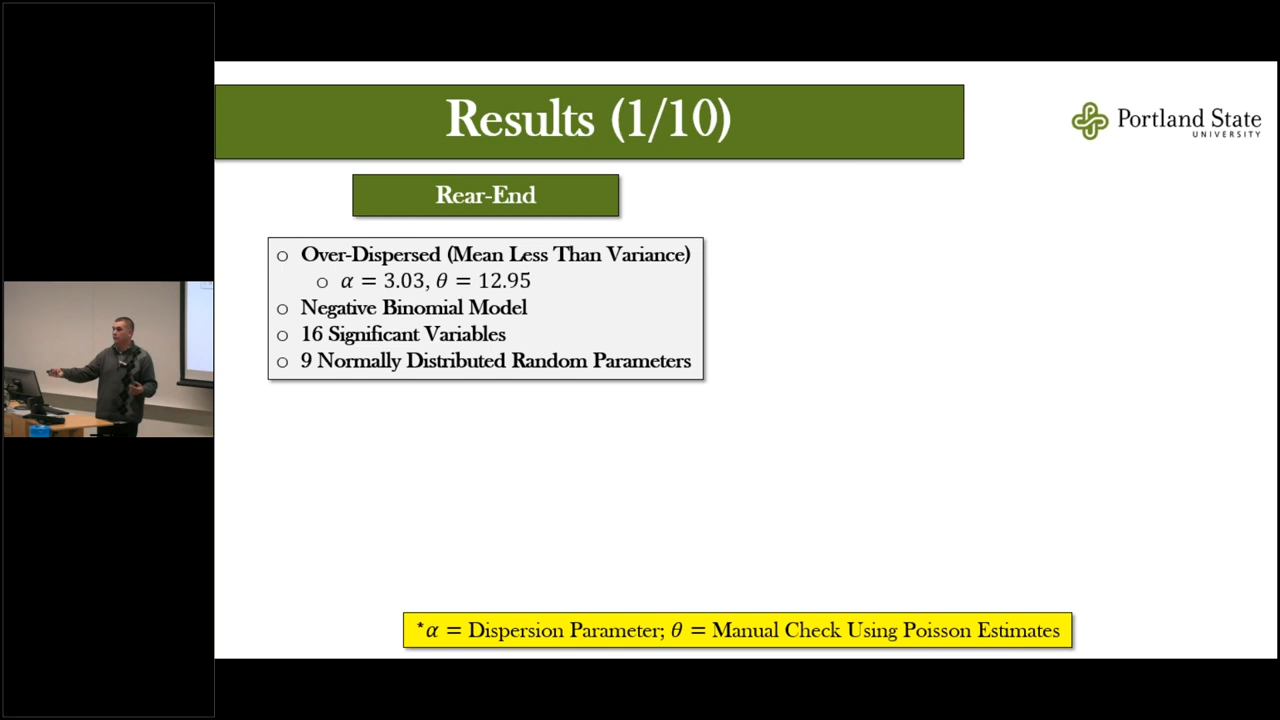 Results (1/10)
Portland State
UNIVERSITY
Rear-End
○ Over-Dispersed (Mean Less Than Variance)
○ 𝛼 = 3.03, 𝜃 = 12.95
○ Negative Binomial Model
○ 16 Significant Variables
○ 9 Normally Distributed Random Parameters
*𝛼 = Dispersion Parameter; 𝜃 = Manual Check Using Poisson Estimates